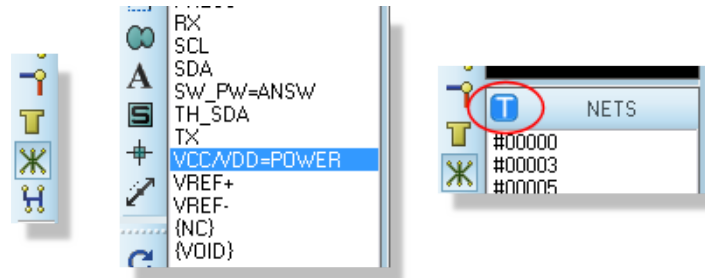 RX
SCL
A
SDA
SW_PW=ANSW
S
TH_SDA
TX
VCC/VDD=POWER
VREF+
VREF-
{NC}
{VOID}
T
NETS
#00000
#00003
#00005